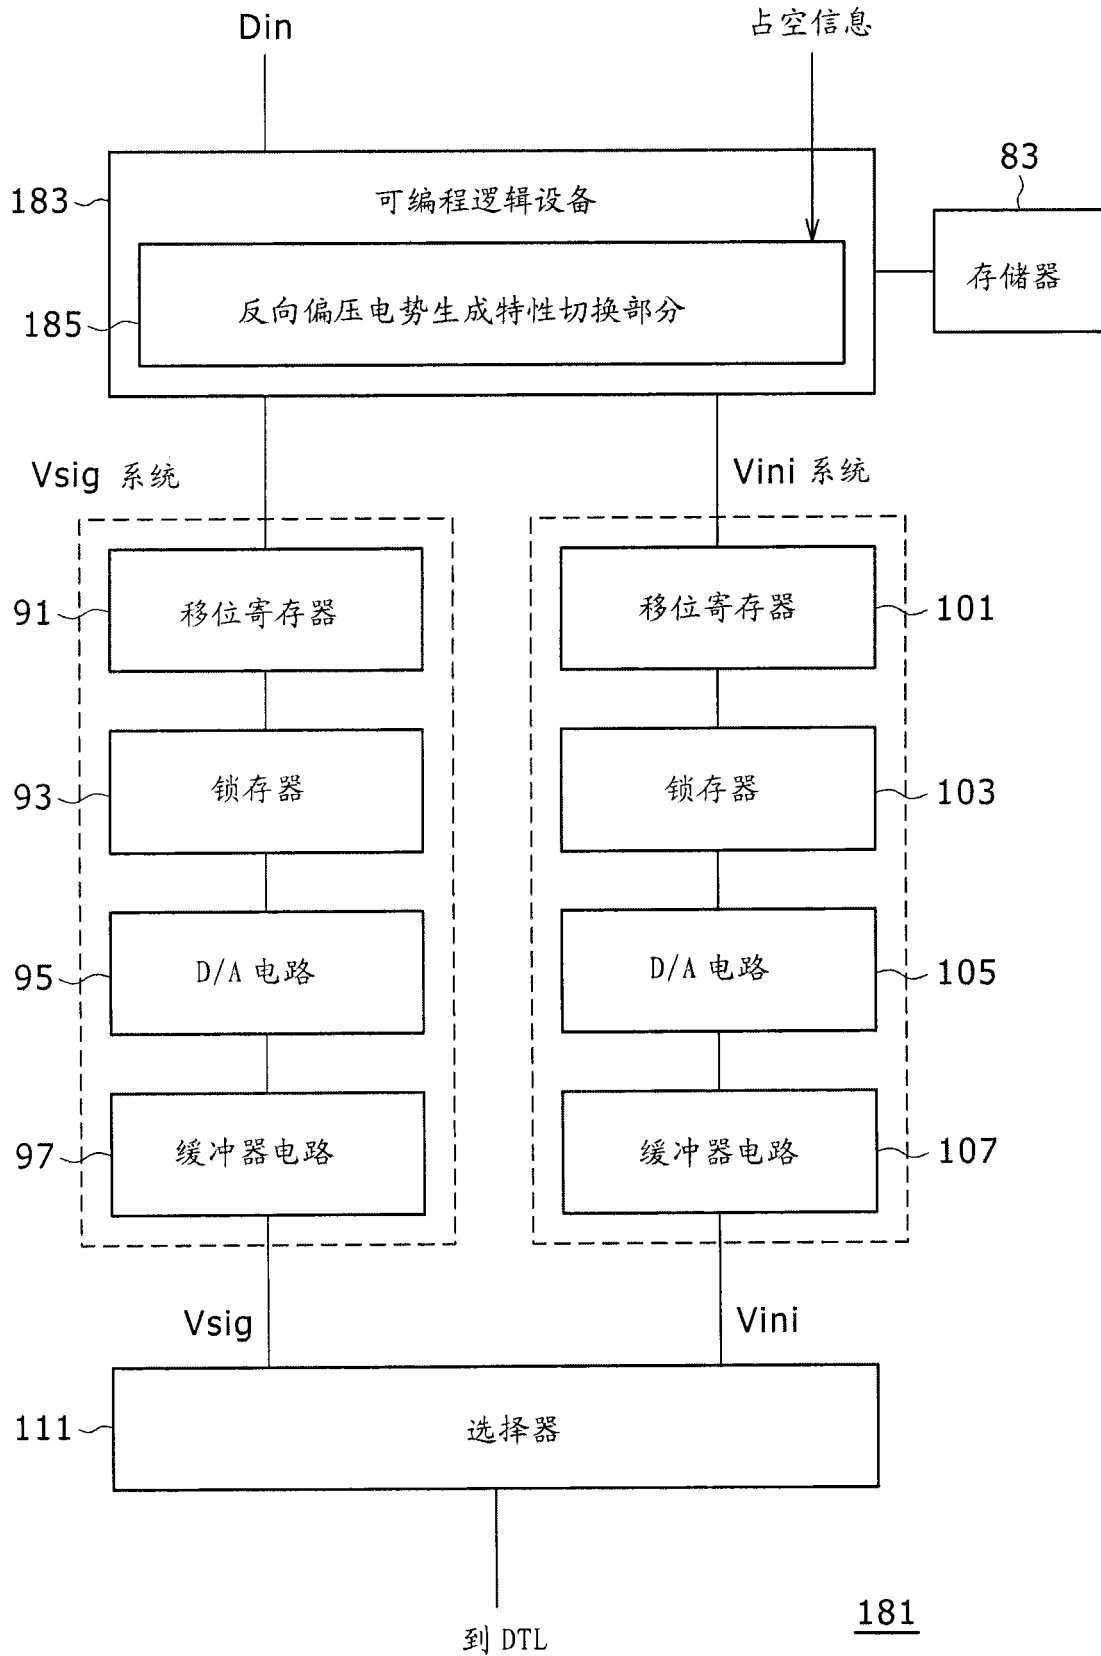 Din
占空信息
183
可编程逻辑设备
83
存储器
185
反向偏压电势生成特性切换部分
Vsig 系统
Vini 系统
91
移位寄存器
移位寄存器
101
93
锁存器
锁存器
103
95
D/A 电路
D/A 电路
105
97
缓冲器电路
缓冲器电路
107
Vsig
Vini
111
选择器
181
到 DTL